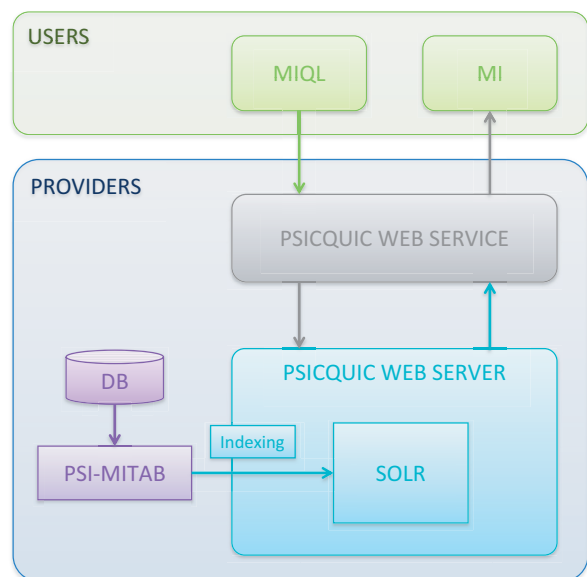 USERS
MIQL
MI
PROVIDERS
PSICQUIC WEB SERVICE
PSICQUIC WEB SERVER
DB
Indexing
PSI-MITAB
SOLR